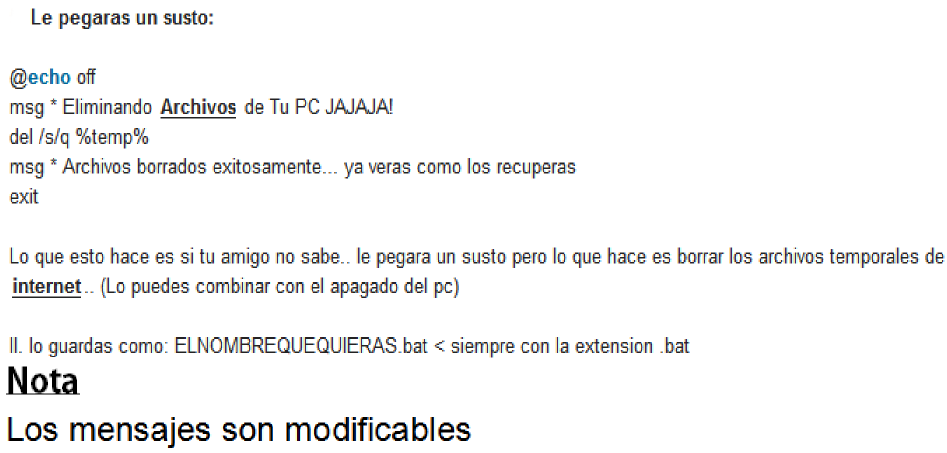 Le pegaras un susto:
@echo off
msg * Eliminando Archivos de Tu PC JAJAJA!
del /s/q %temp%
msg * Archivos borrados exitosamente... ya veras como los recuperas
exit
Lo que esto hace es si tu amigo no sabe.. le pegara un susto pero lo que hace es borrar los archivos temporales de
internet.. (Lo puedes combinar con el apagado del pc)
II. lo guardas como: ELNOMBREQUEQUIERAS.bat < siempre con la extension .bat
Nota
Los mensajes son modificables